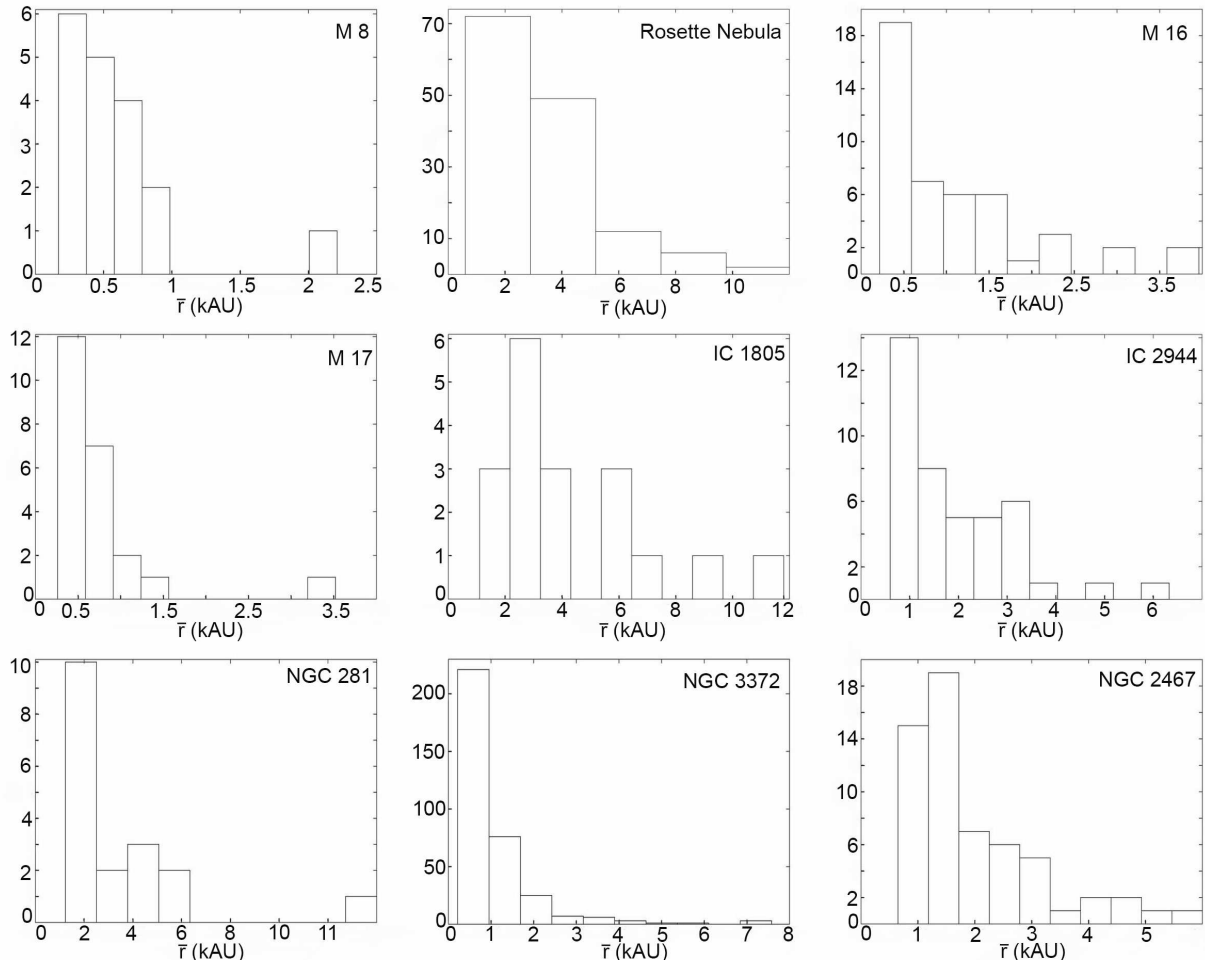 M 8
6
5
4
3
2
1
0
0 0.5 1 1.5 2 2.5
r̄ (kAU)
Rosette Nebula
70
50
30
10
0 2 4 6 8 10
r̄ (kAU)
M 16
18
14
10
6
2
0
0 0.5 1.5 2.5 3.5
r̄ (kAU)
M 17
12
10
8
6
4
2
0
0 0.5 1.5 2.5 3.5
r̄ (kAU)
IC 1805
6
5
4
3
2
1
0
0 2 4 6 8 10 12
r̄ (kAU)
IC 2944
12
10
6
2
0
0 1 2 3 4 5 6
r̄ (kAU)
NGC 281
10
8
6
4
2
0
0 2 4 6 8 10 11
r̄ (kAU)
NGC 3372
200
150
100
50
0
0 1 2 3 4 5 6 7 8
r̄ (kAU)
NGC 2467
18
14
10
6
2
0
0 1 2 3 4 5
r̄ (kAU)